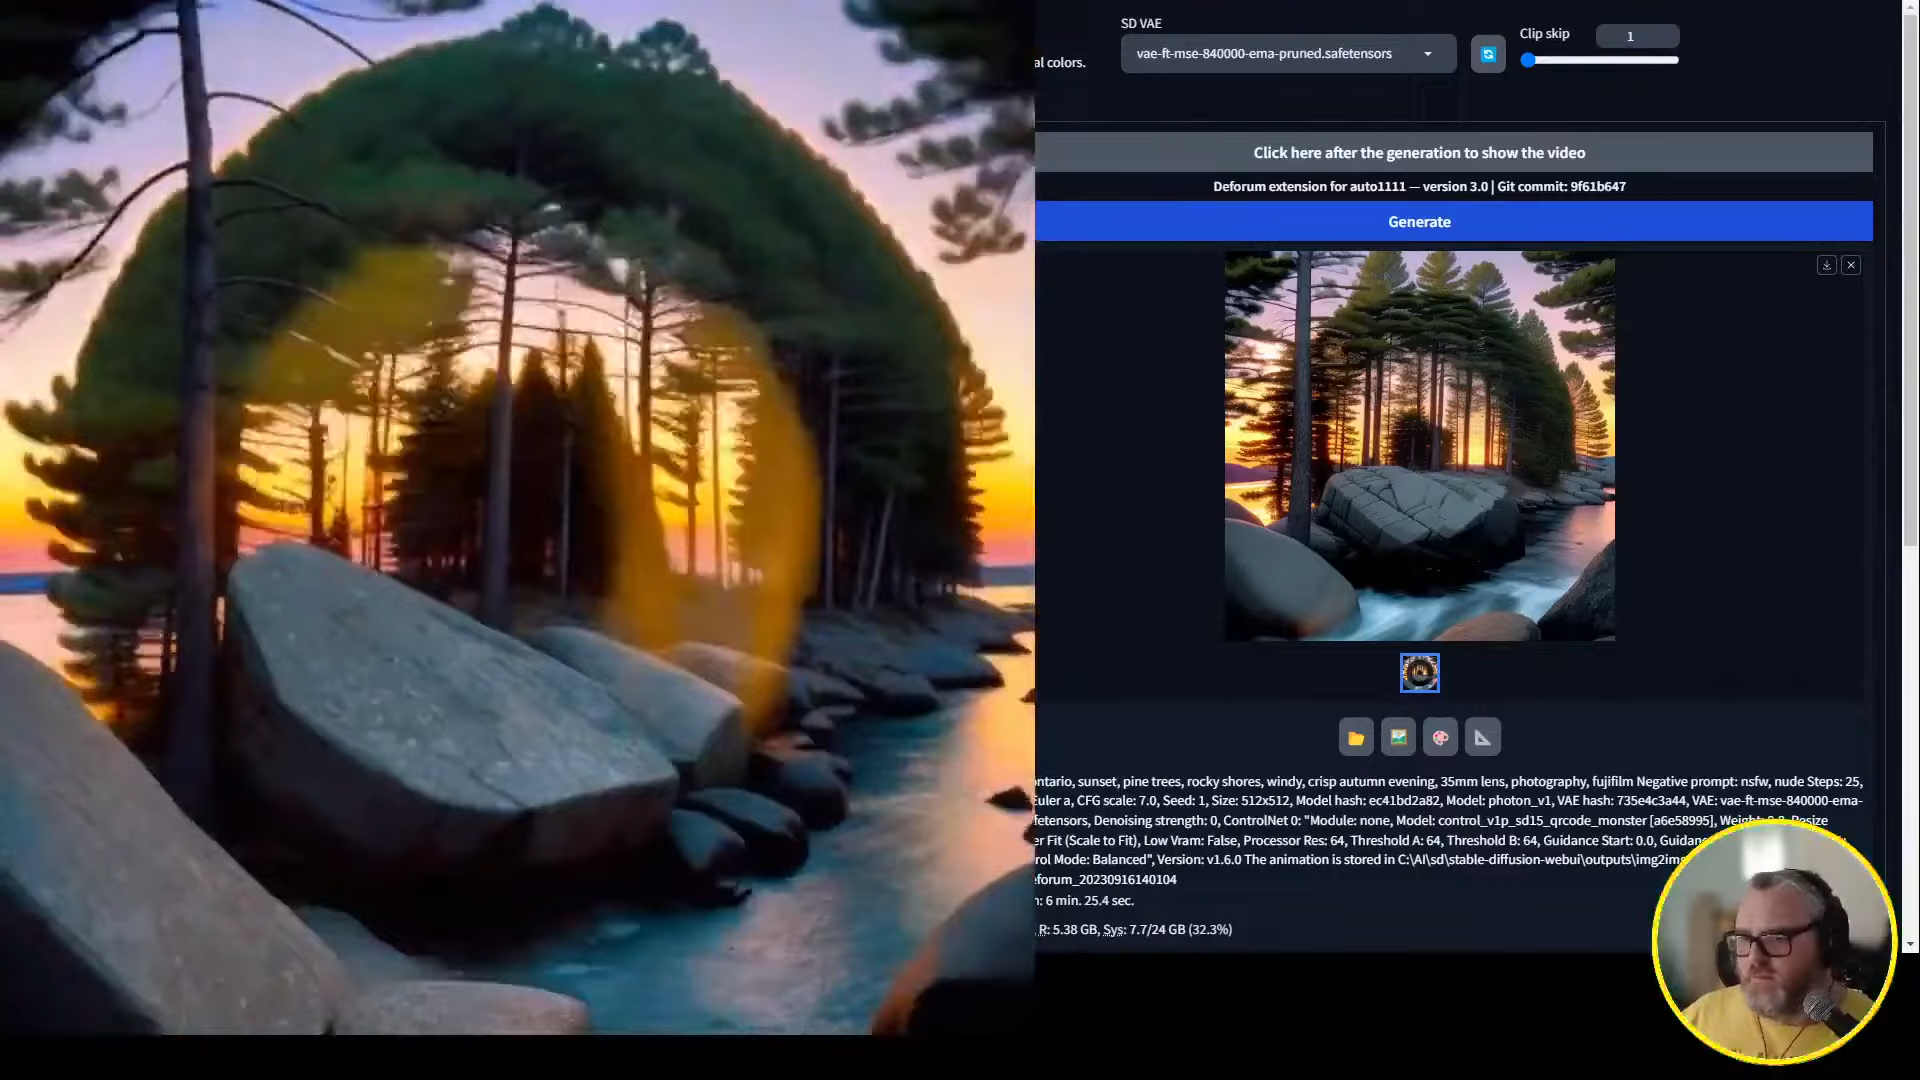 SD VAE
Clip skip
1
vae-ft-mse-840000-ema-pruned.safetensors
al colors.
Click here after the generation to show the video
Deforum extension for auto1111 — version 3.0 | Git commit: 9f61b647
Generate
ontario, sunset, pine trees, rocky shores, windy, crisp autumn evening, 35mm lens, photography, fujifilm Negative prompt: nsfw, nude Steps: 25,
Euler a, CFG scale: 7.0, Seed: 1, Size: 512x512, Model hash: ec41bd2a82, Model: photon_v1, VAE hash: 735e4c3a44, VAE: vae-ft-mse-840000-ema-
fetensors, Denoising strength: 0, ControlNet 0: "Module: none, Model: control_v1p_sd15_qrcode_monster [a6e58995], Resize
er Fit (Scale to Fit), Low Vram: False, Processor Res: 64, Threshold A: 64, Threshold B: 64, Guidance Start: 0.0,
rol Mode: Balanced", Version: v1.6.0 The animation is stored in C:\AI\sd\stable-diffusion-webui\outputs\img2img
eforum_20230916140104
n: 6 min. 25.4 sec.
R: 5.38 GB, Sys: 7.7/24 GB (32.3%)